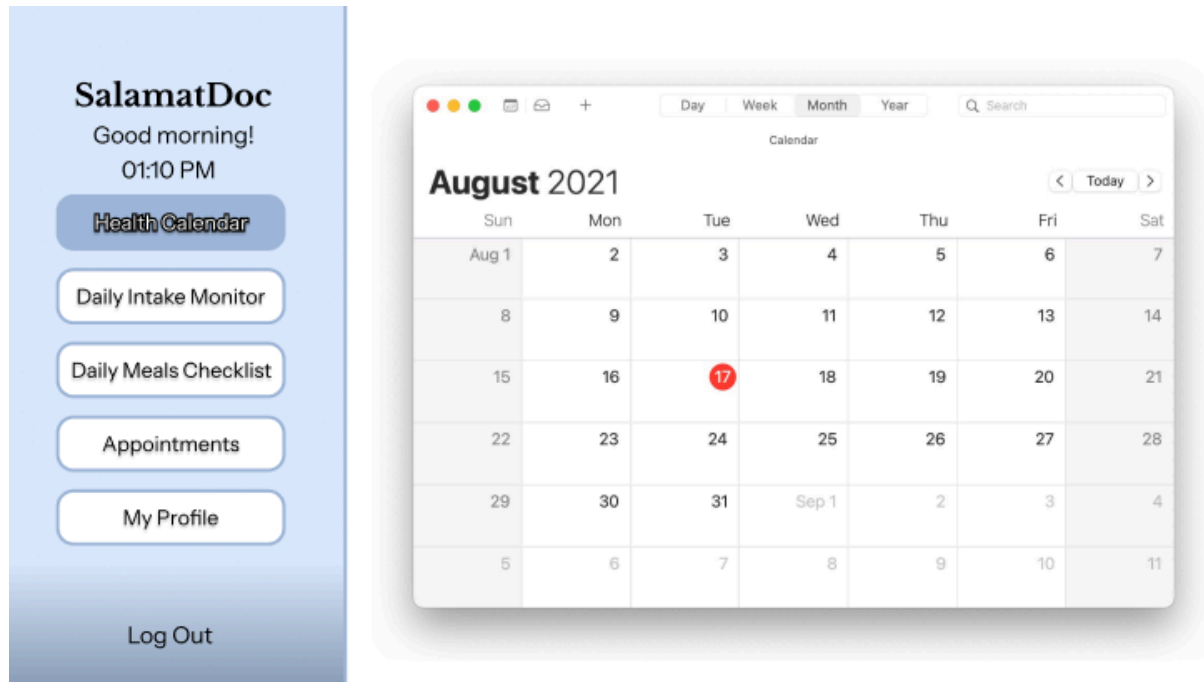 SalamatDoc
Good morning!
01:10 PM
Health Calendar
Daily Intake Monitor
Daily Meals Checklist
Appointments
My Profile
Log Out
Day Week Month Year Search
Calendar
August 2021 Today
Sun Mon Tue Wed Thu Fri Sat
Aug 1 2 3 4 5 6 7
8 9 10 11 12 13 14
15 16 17 18 19 20 21
22 23 24 25 26 27 28
29 30 31 Sep 1 2 3 4
5 6 7 8 9 10 11